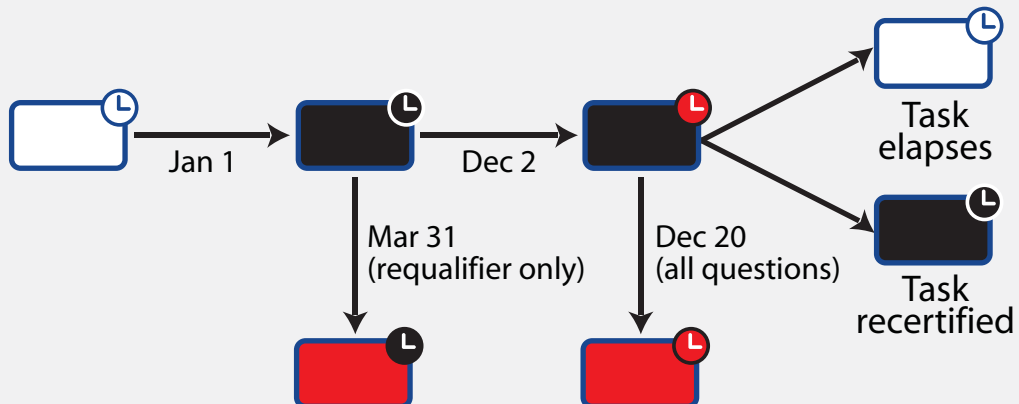 Jan 1
Dec 2
Mar 31
(requalifier only)
Dec 20
(all questions)
Task
elapses
Task
recertified